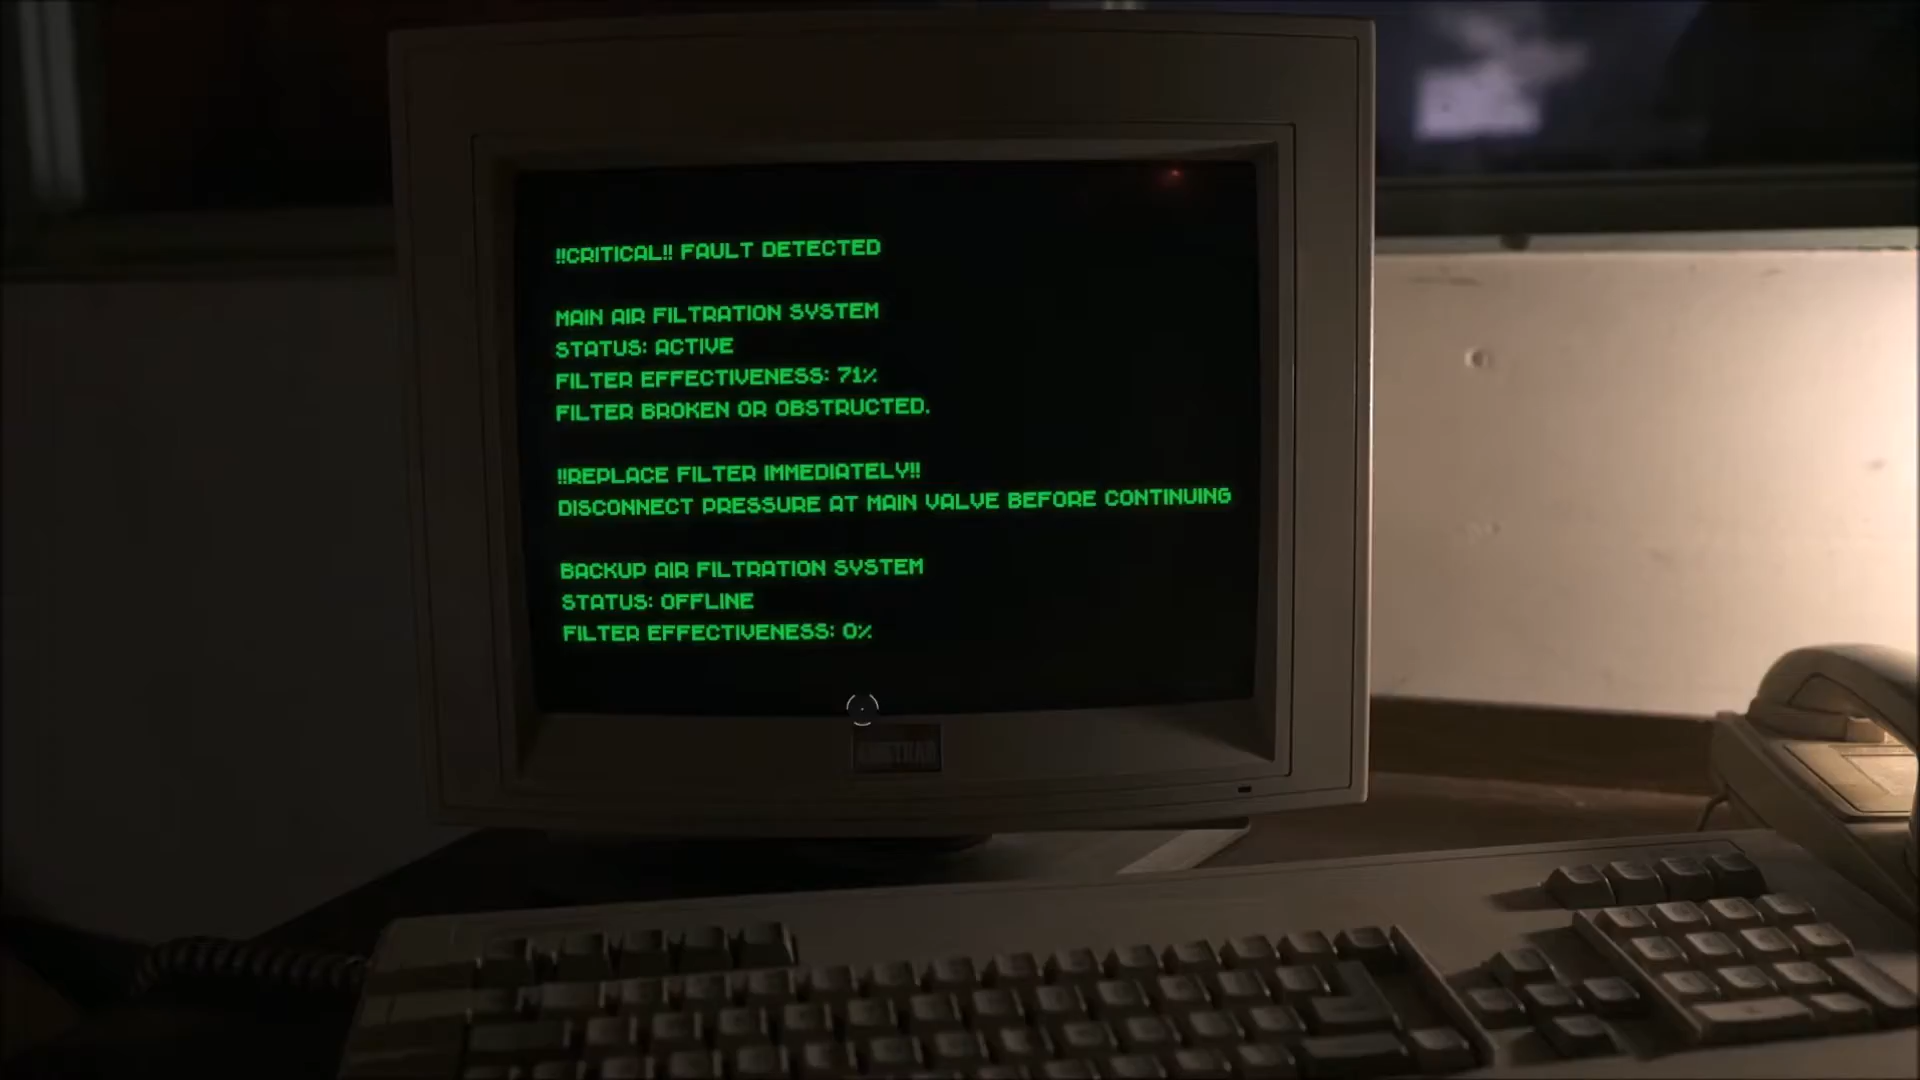 !!CRITICAL!! FAULT DETECTED
MAIN AIR FILTRATION SYSTEM
STATUS: ACTIVE
FILTER EFFECTIVENESS: 71%
FILTER BROKEN OR OBSTRUCTED.
!!REPLACE FILTER IMMEDIATELY!!
DISCONNECT PRESSURE AT MAIN VALVE BEFORE CONTINUING
BACKUP AIR FILTRATION SYSTEM
STATUS: OFFLINE
FILTER EFFECTIVENESS: 0%
AMSTRAD